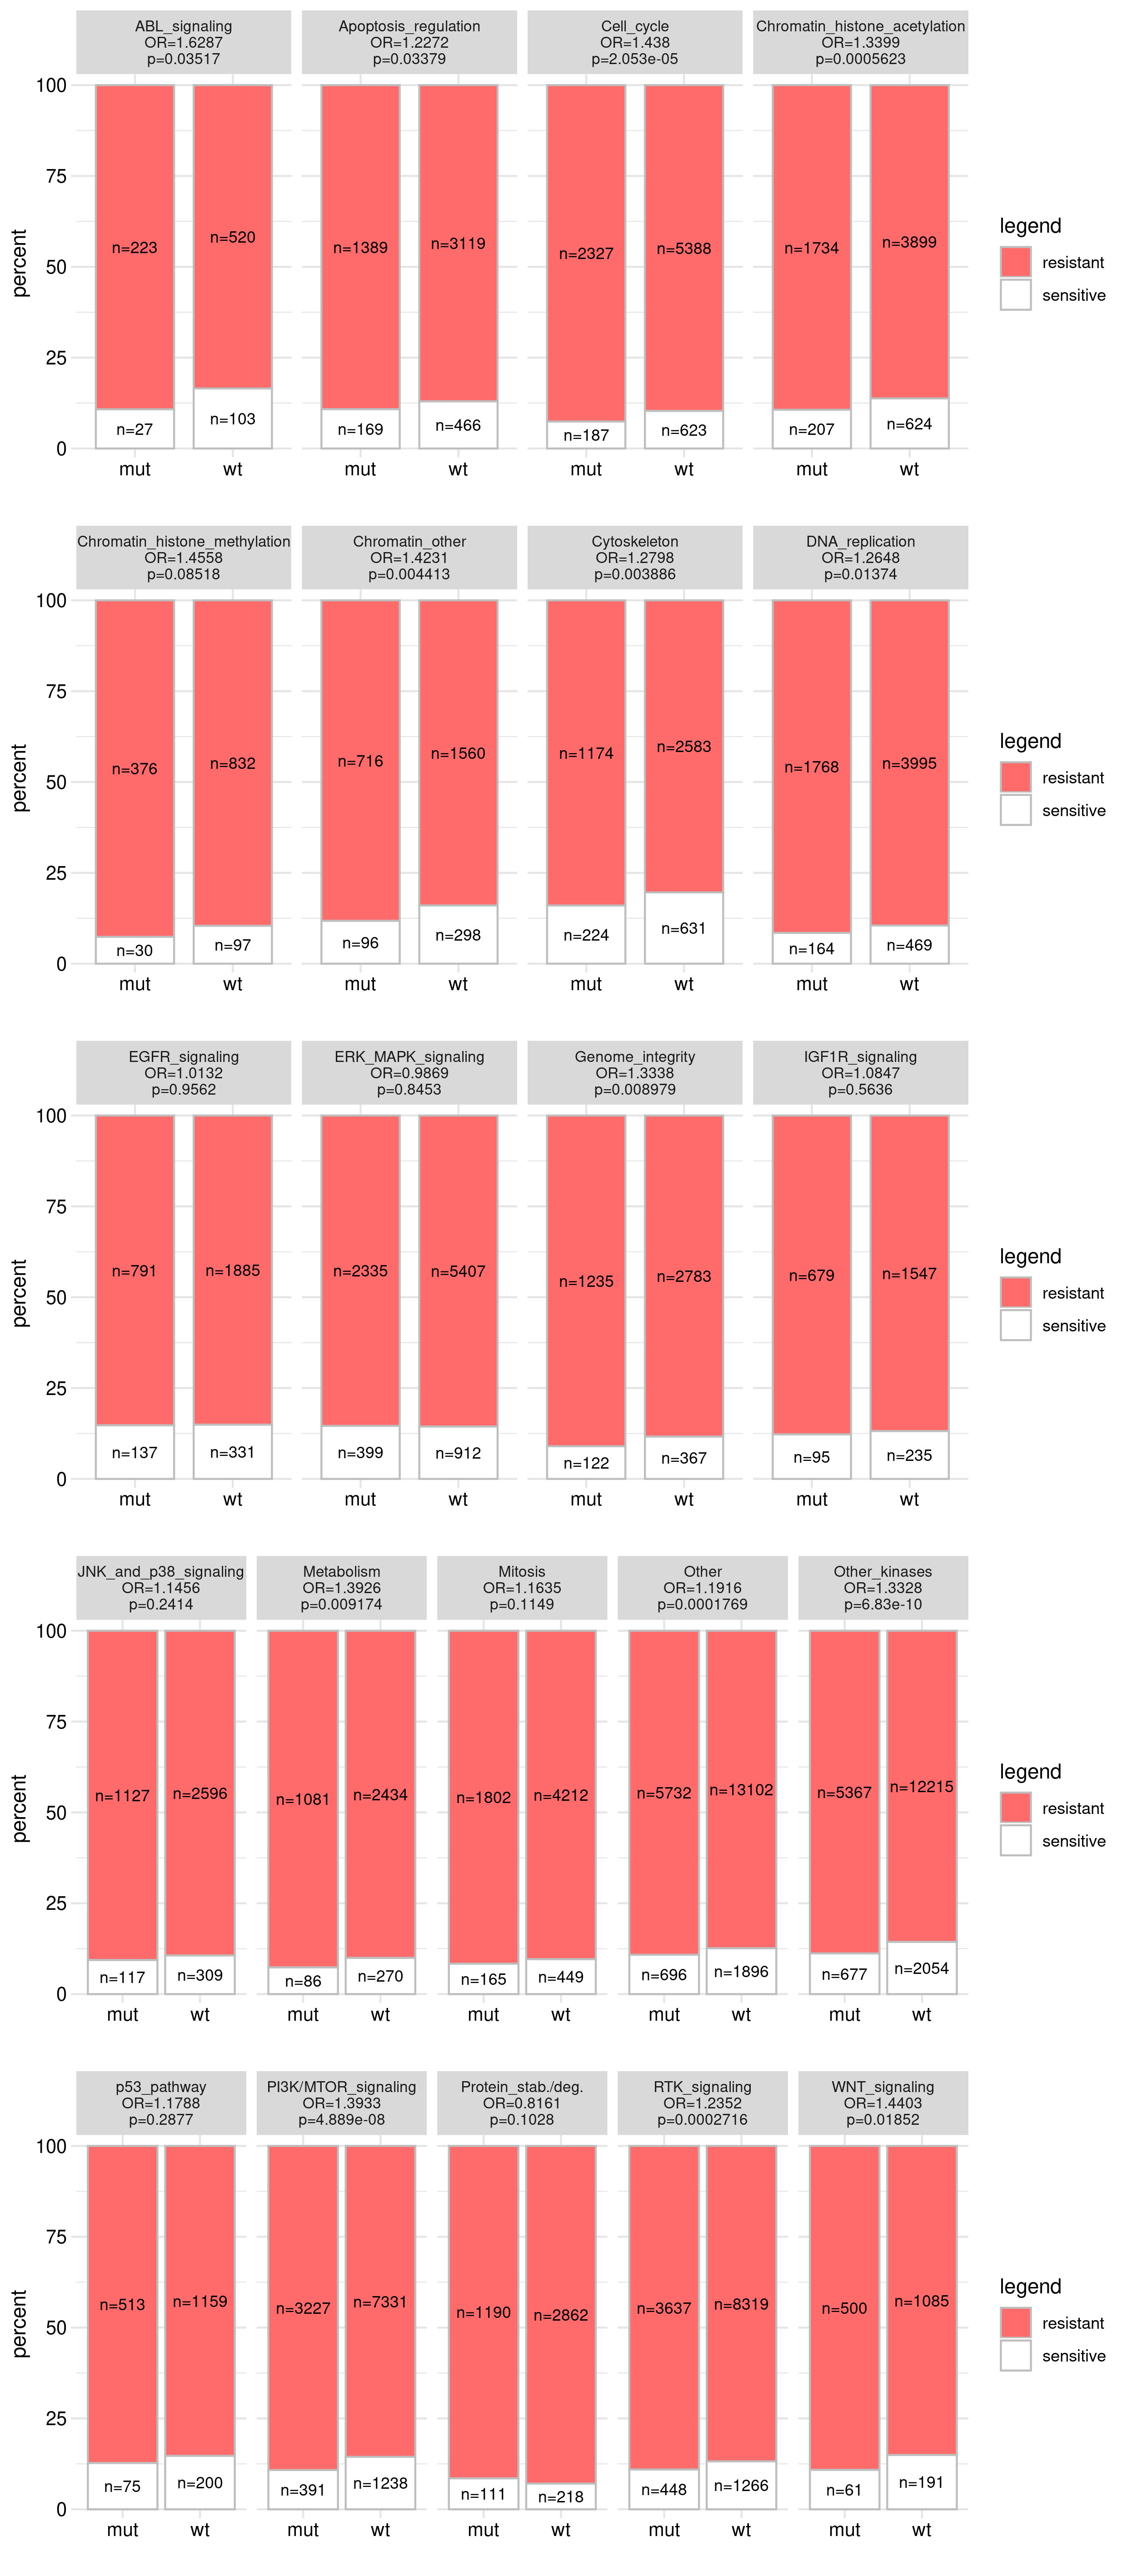 ABL_signaling
OR=1.6287
p=0.03517
Apoptosis_regulation
OR=1.2272
p=0.03379
Cell_cycle
OR=1.438
p=2.053e-05
Chromatin_histone_acetylation
OR=1.3399
p=0.0005623
percent
100
75
50
25
0
n=223
n=27
n=520
n=103
n=1389
n=169
n=3119
n=466
n=2327
n=187
n=5388
n=623
n=1734
n=207
n=3899
n=624
mut
wt
mut
wt
mut
wt
mut
wt
legend
resistant
sensitive
Chromatin_histone_methylation
OR=1.4558
p=0.08518
Chromatin_other
OR=1.4231
p=0.004413
Cytoskeleton
OR=1.2798
p=0.003886
DNA_replication
OR=1.2648
p=0.01374
percent
100
75
50
25
0
n=376
n=30
n=832
n=97
n=716
n=96
n=1560
n=298
n=1174
n=224
n=2583
n=631
n=1768
n=164
n=3995
n=469
mut
wt
mut
wt
mut
wt
mut
wt
legend
resistant
sensitive
EGFR_signaling
OR=1.0132
p=0.9562
ERK_MAPK_signaling
OR=0.9869
p=0.8453
Genome_integrity
OR=1.3338
p=0.008979
IGF1R_signaling
OR=1.0847
p=0.5636
percent
100
75
50
25
0
n=791
n=137
n=1885
n=331
n=2335
n=399
n=5407
n=912
n=1235
n=122
n=2783
n=367
n=679
n=95
n=1547
n=235
mut
wt
mut
wt
mut
wt
mut
wt
legend
resistant
sensitive
JNK_and_p38_signaling
OR=1.1456
p=0.2414
Metabolism
OR=1.3926
p=0.009174
Mitosis
OR=1.1635
p=0.1149
Other
OR=1.1916
p=0.0001769
Other_kinases
OR=1.3328
p=6.83e-10
percent
100
75
50
25
0
n=1127
n=117
n=2596
n=309
n=1081
n=86
n=2434
n=270
n=1802
n=165
n=4212
n=449
n=5732
n=696
n=13102
n=1896
n=5367
n=677
n=12215
n=2054
mut
wt
mut
wt
mut
wt
mut
wt
mut
wt
legend
resistant
sensitive
p53_pathway
OR=1.1788
p=0.2877
PI3K/MTOR_signaling
OR=1.3933
p=4.889e-08
Protein_stab./deg.
OR=0.8161
p=0.1028
RTK_signaling
OR=1.2352
p=0.0002716
WNT_signaling
OR=1.4403
p=0.01852
percent
100
75
50
25
0
n=513
n=75
n=1159
n=200
n=3227
n=391
n=7331
n=1238
n=1190
n=111
n=2862
n=218
n=3637
n=448
n=8319
n=1266
n=500
n=61
n=1085
n=191
mut
wt
mut
wt
mut
wt
mut
wt
mut
wt
legend
resistant
sensitive